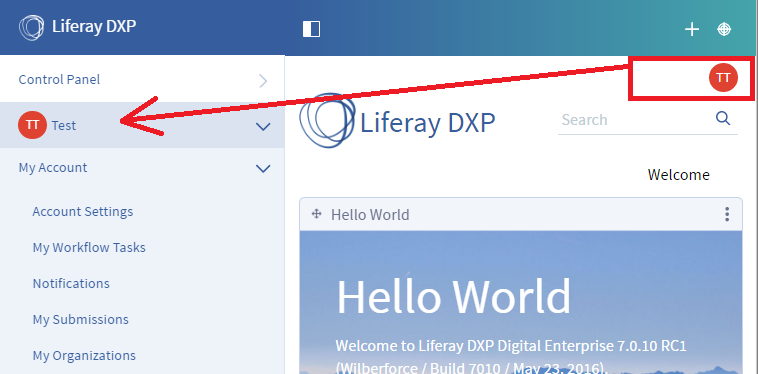 Liferay DXP
Control Panel
TT Test
My Account
Account Settings
My Workflow Tasks
Notifications
My Submissions
My Organizations
TT
Liferay DXP
Search
Welcome
Hello World
Hello World
Welcome to Liferay DXP Digital Enterprise 7.0.10 RC1
(Wilberforce / Build 7010 / May 23, 2016).